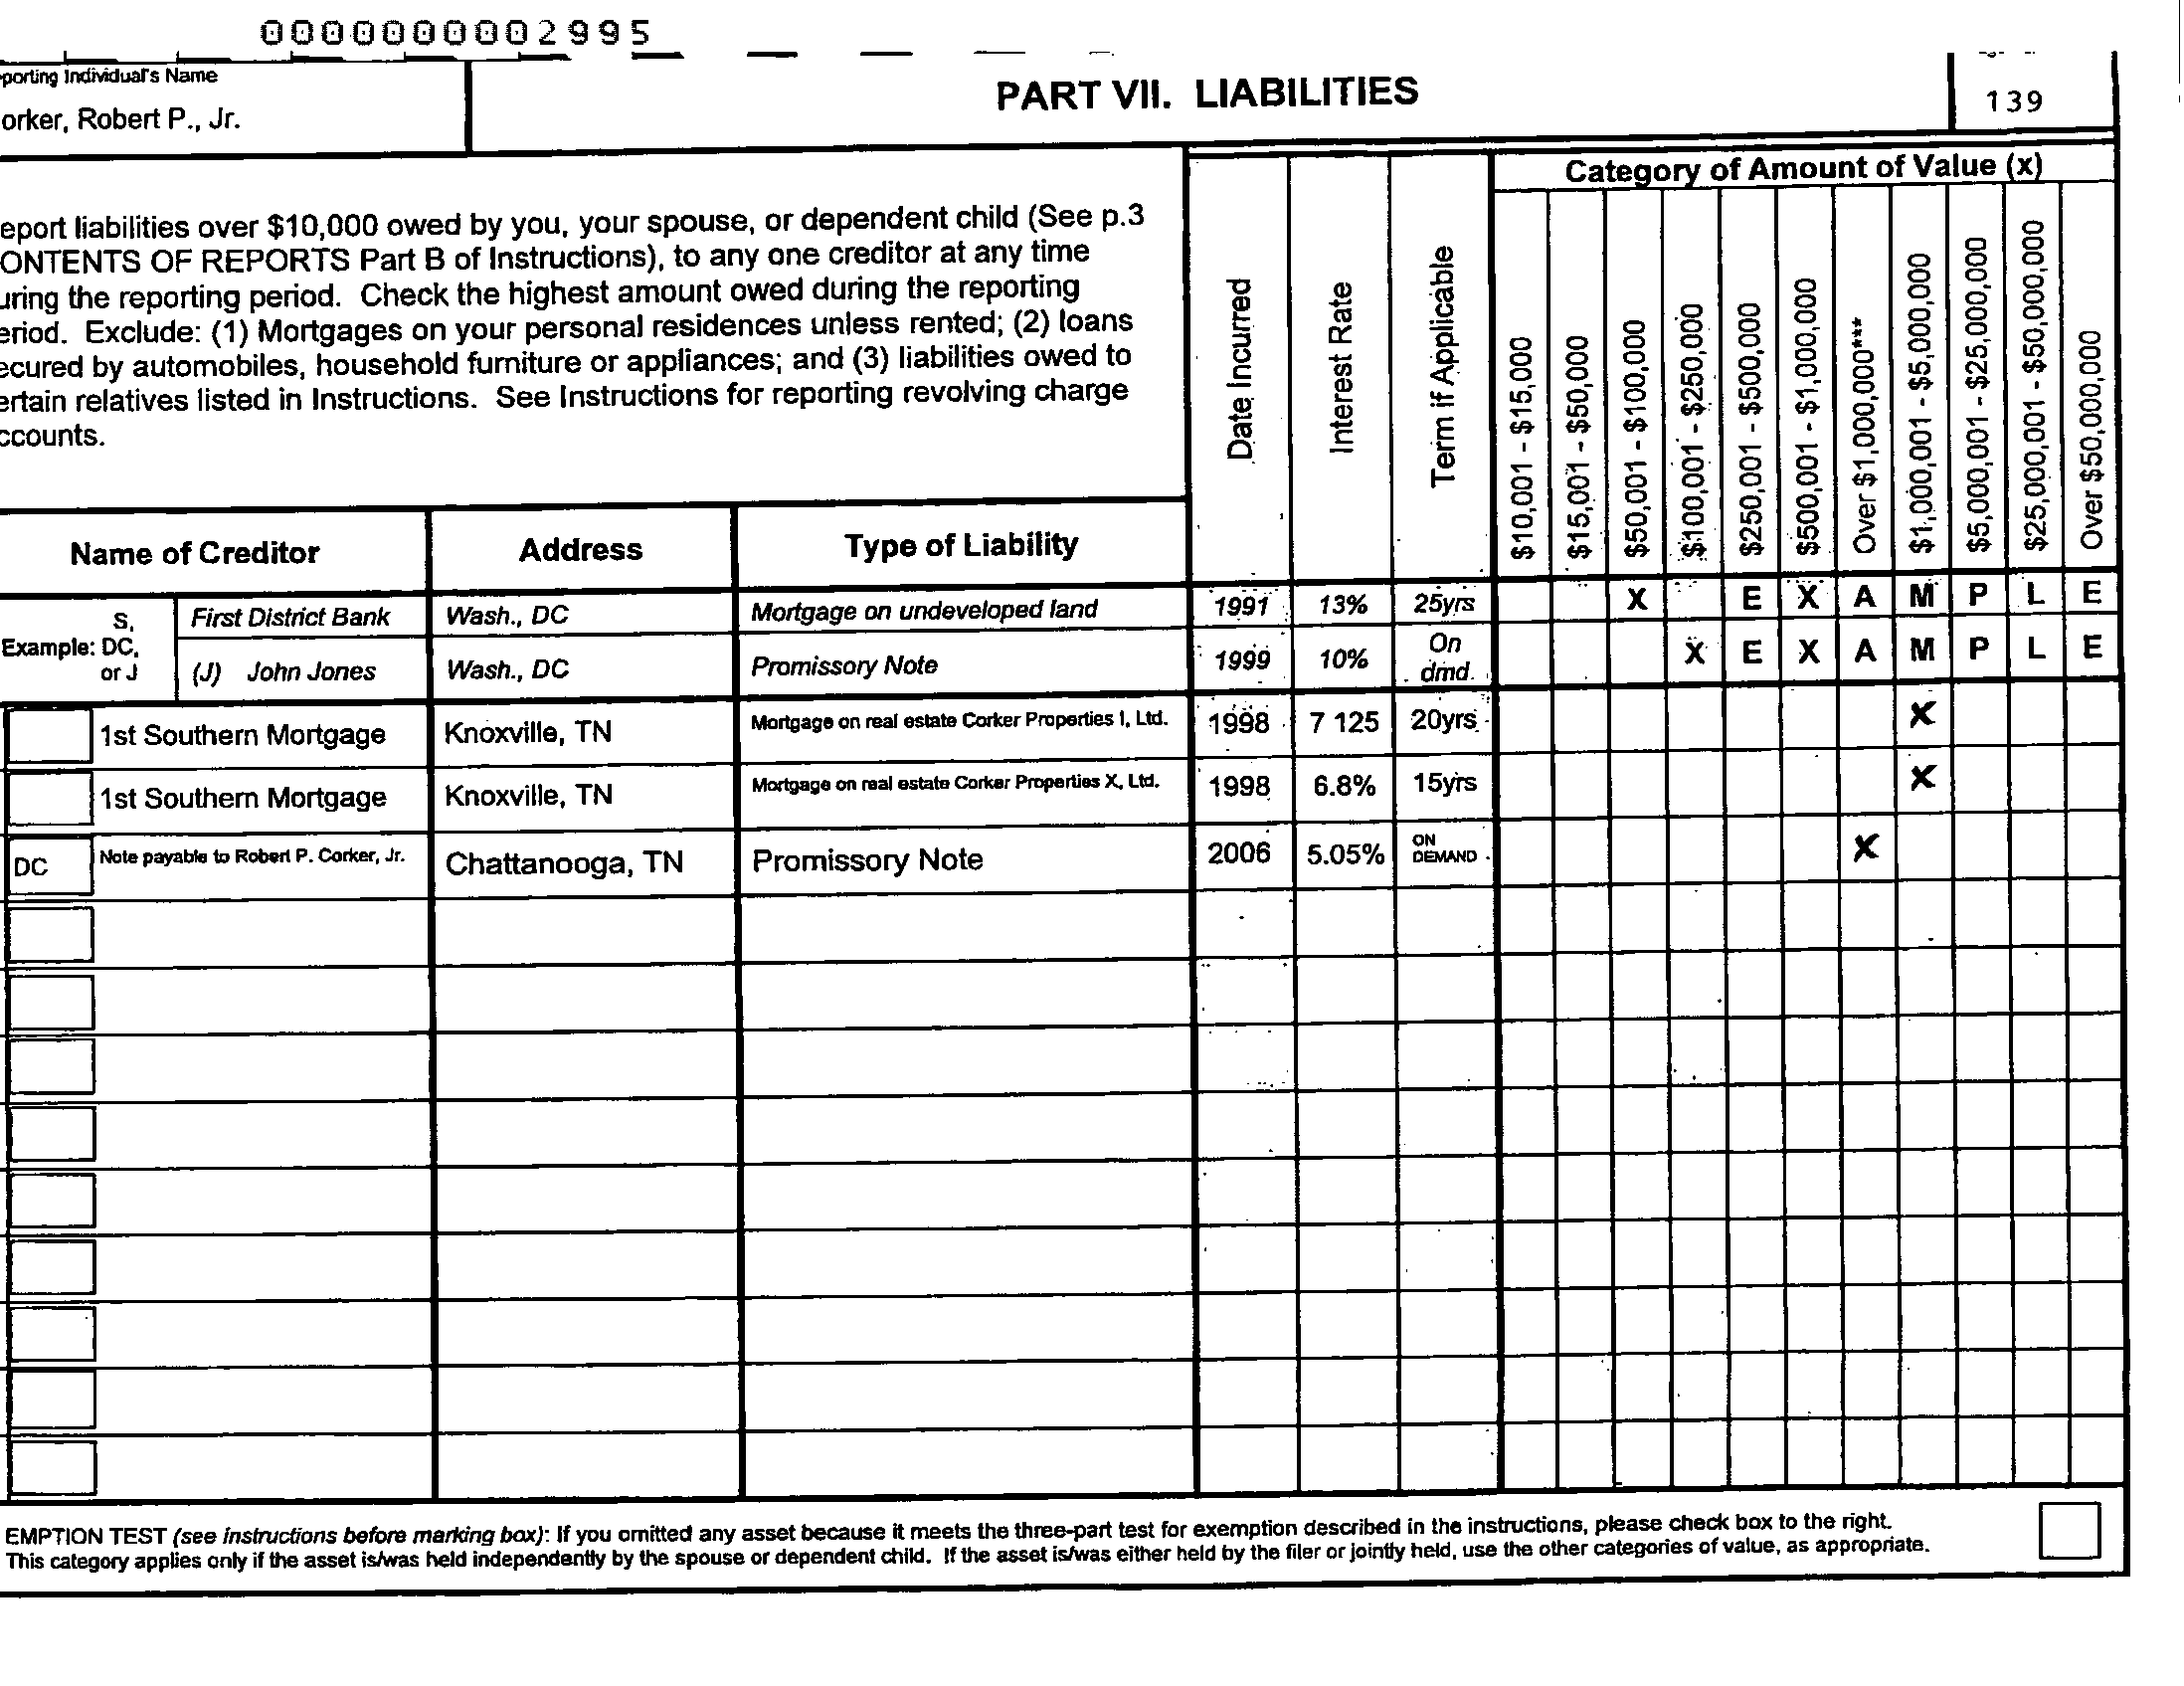 0000000002995
porting Individual's Name
orker, Robert P., Jr.
PART VII. LIABILITIES
139
eport liabilities over $10,000 owed by you, your spouse, or dependent child (See p.3
ONTENTS OF REPORTS Part B of Instructions), to any one creditor at any time
uring the reporting period. Check the highest amount owed during the reporting
eriod. Exclude: (1) Mortgages on your personal residences unless rented; (2) loans
ecured by automobiles, household furniture or appliances; and (3) liabilities owed to
ertain relatives listed in Instructions. See Instructions for reporting revolving charge
ccounts.
Date Incurred
Interest Rate
Term if Applicable
Category of Amount of Value (x)
$10,001 - $15,000
$15,001 - $50,000
$50,001 - $100,000
$100,001 - $250,000
$250,001 - $500,000
$500,001 - $1,000,000
Over $1,000,000***
$1,000,001 - $5,000,000
$5,000,001 - $25,000,000
$25,000,001 - $50,000,000
Over $50,000,000
Name of Creditor Address Type of Liability
Example: S, DC, or J
First District Bank Wash., DC Mortgage on undeveloped land 1991 13% 25yrs X E X A M P L E
(J) John Jones Wash., DC Promissory Note 1999 10% On dmd. X E X A M P L E
1st Southern Mortgage Knoxville, TN Mortgage on real estate Corker Properties I, Ltd. 1998 7 125 20yrs X
1st Southern Mortgage Knoxville, TN Mortgage on real estate Corker Properties X, Ltd. 1998 6.8% 15yrs X
DC Note payable to Robert P. Corker, Jr. Chattanooga, TN Promissory Note 2006 5.05% ON DEMAND X
EMPTION TEST (see instructions before marking box): If you omitted any asset because it meets the three-part test for exemption described in the instructions, please check box to the right.
This category applies only if the asset is/was held independently by the spouse or dependent child. If the asset is/was either held by the filer or jointly held, use the other categories of value, as appropriate.